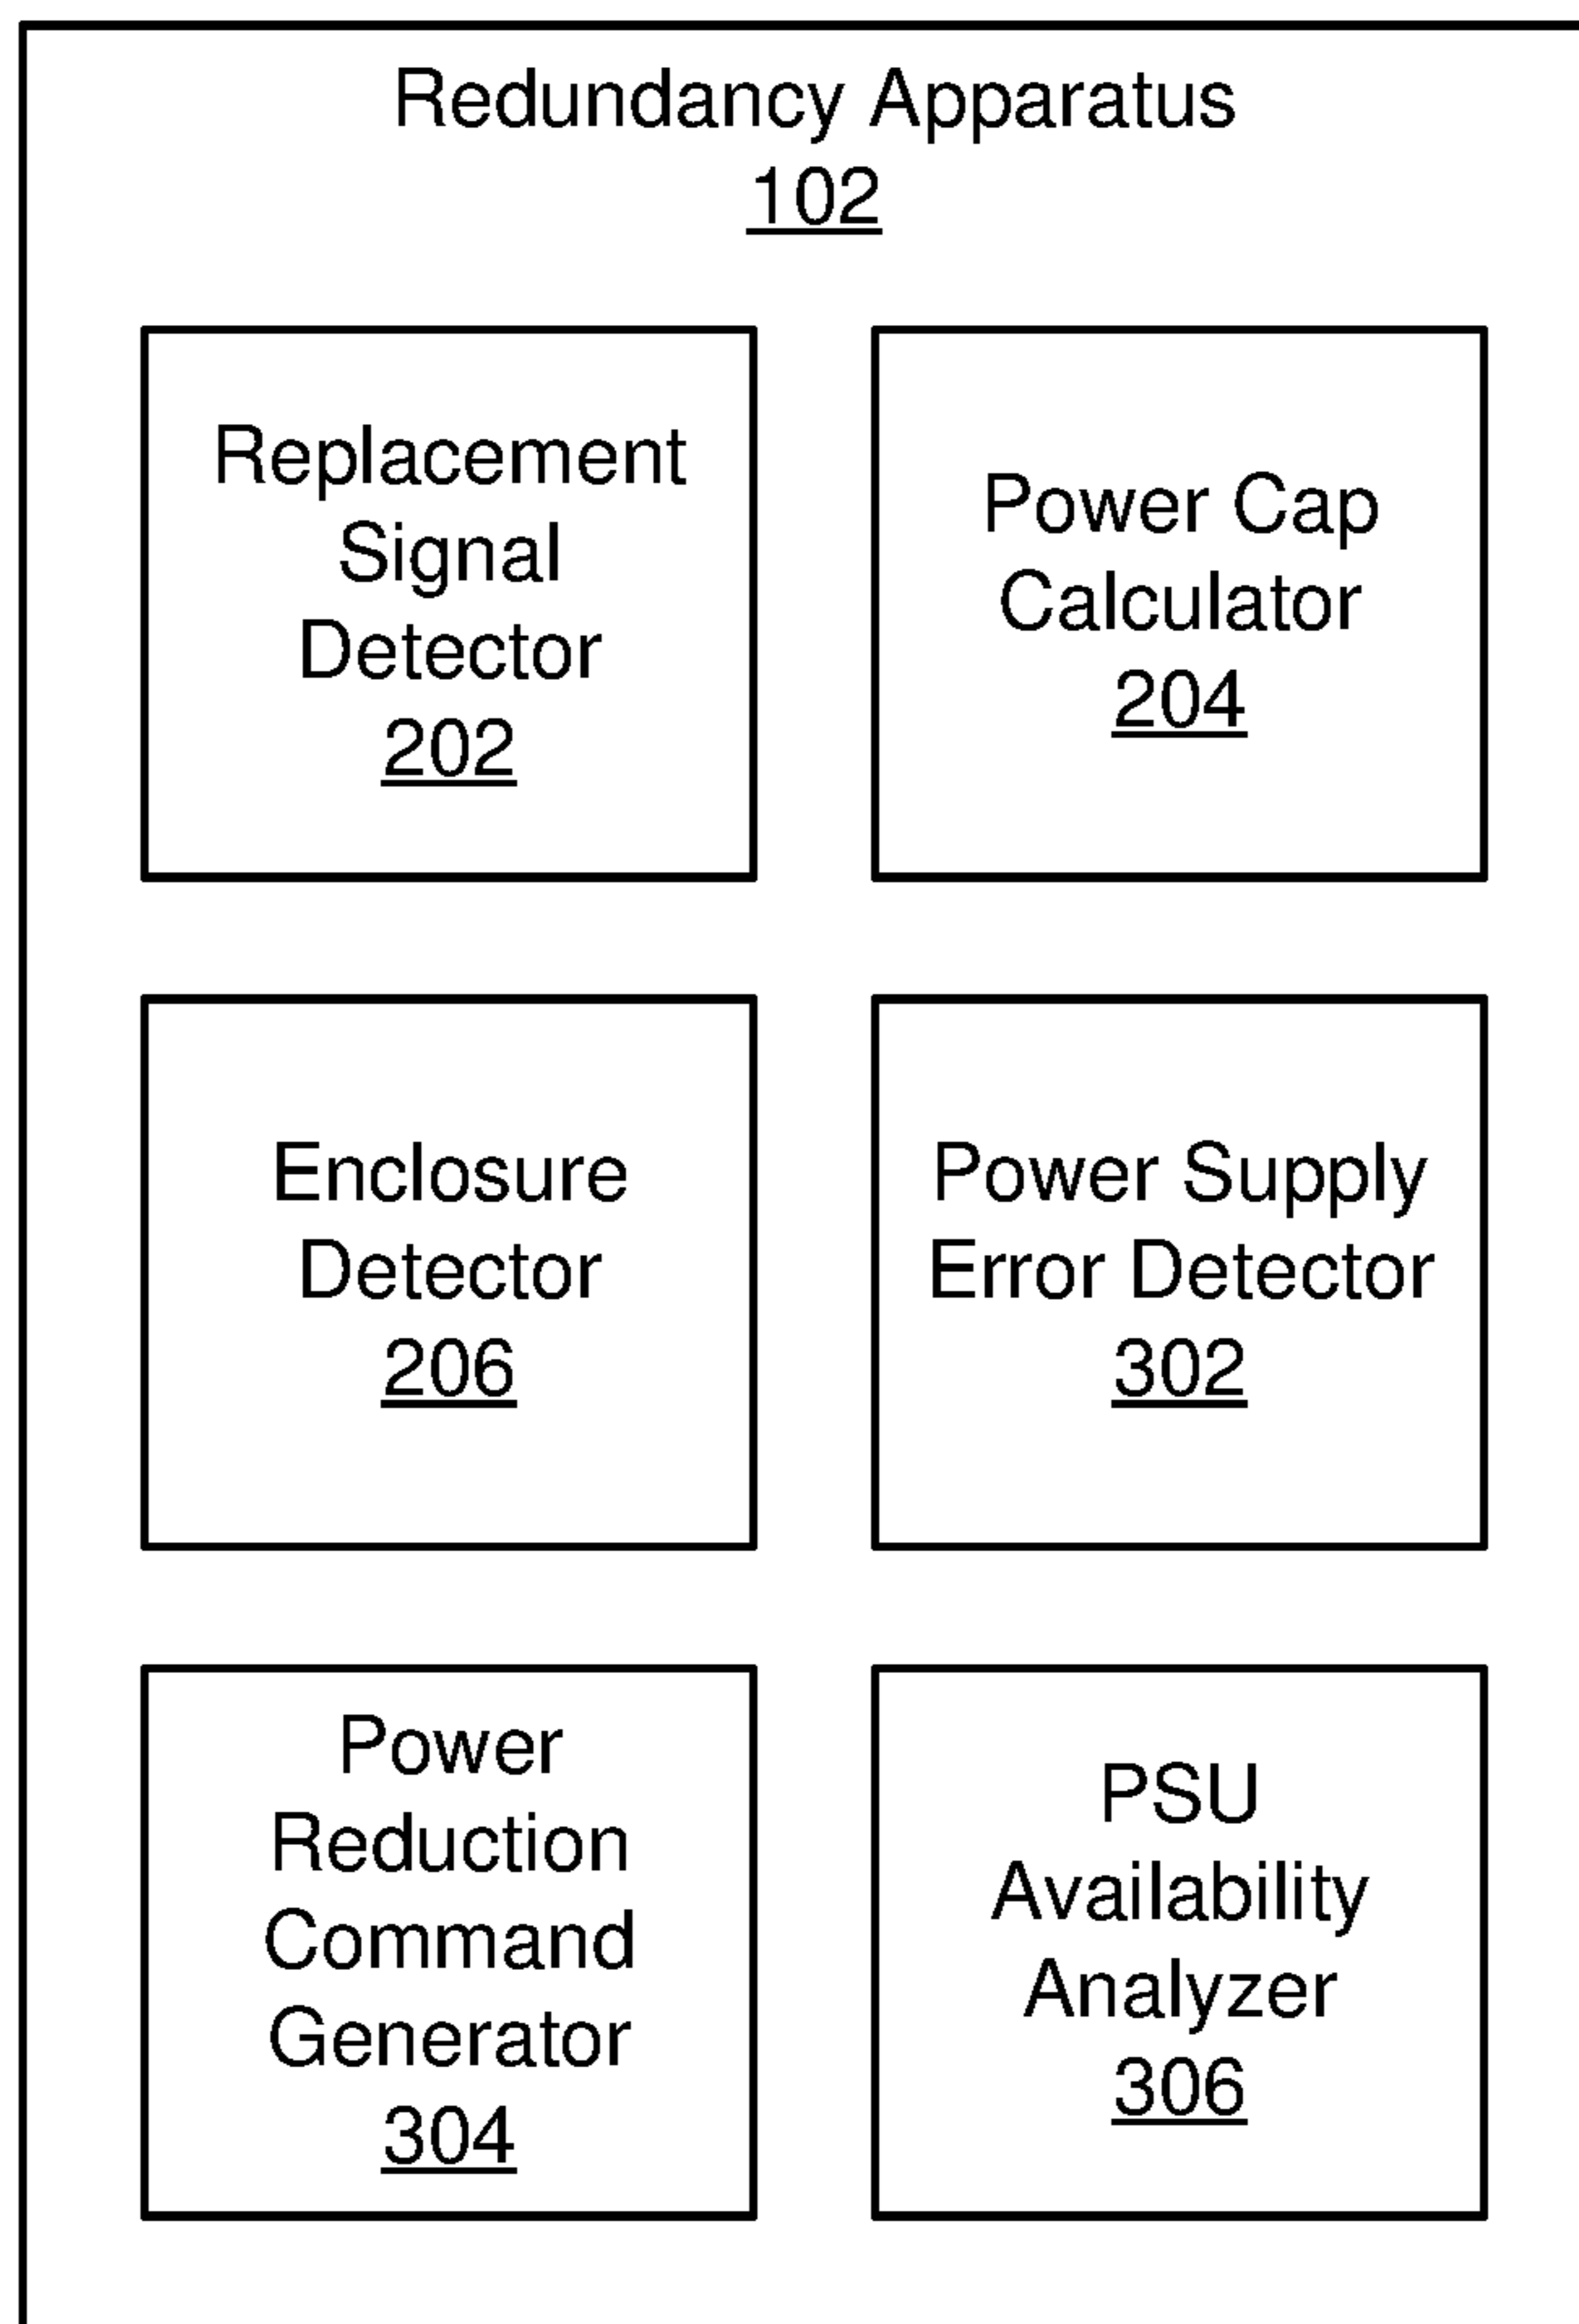 Redundancy Apparatus
102
Replacement
Signal
Detector
202
Power Cap
Calculator
204
Enclosure
Detector
206
Power Supply
Error Detector
302
Power
Reduction
Command
Generator
304
PSU
Availability
Analyzer
306